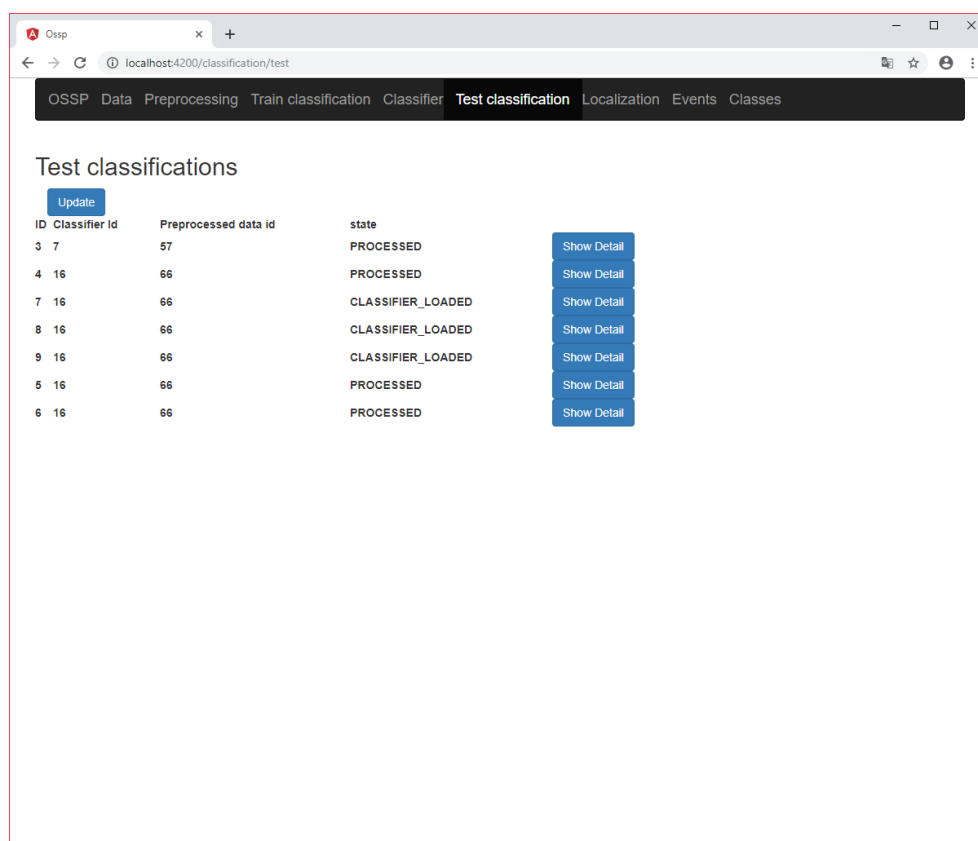 Ossp
localhost:4200/classification/test
OSSP Data Preprocessing Train classification Classifier Test classification Localization Events Classes
Test classifications
Update
ID Classifier Id Preprocessed data id state
3 7 57 PROCESSED Show Detail
4 16 66 PROCESSED Show Detail
7 16 66 CLASSIFIER_LOADED Show Detail
8 16 66 CLASSIFIER_LOADED Show Detail
9 16 66 CLASSIFIER_LOADED Show Detail
5 16 66 PROCESSED Show Detail
6 16 66 PROCESSED Show Detail